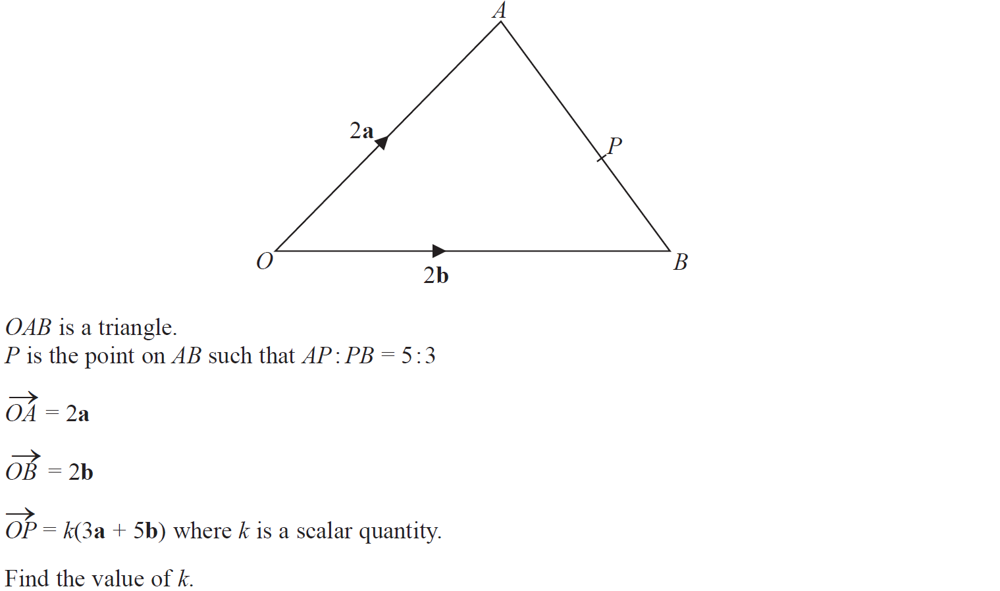 A
2a
P
O
B
2b
OAB is a triangle.
P is the point on AB such that AP : PB = 5 : 3
→OA = 2a
→OB = 2b
→OP = k(3a + 5b) where k is a scalar quantity.
Find the value of k.